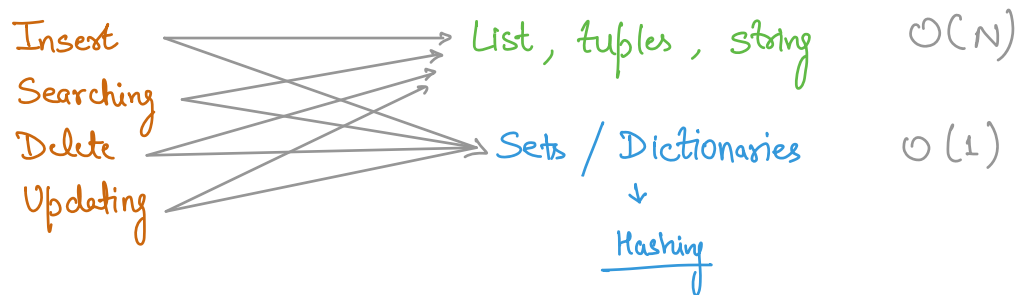 Insert
Searching
Delete
Updating
List, tuples, string O(N)
Sets / Dictionaries O(1)
Hashing